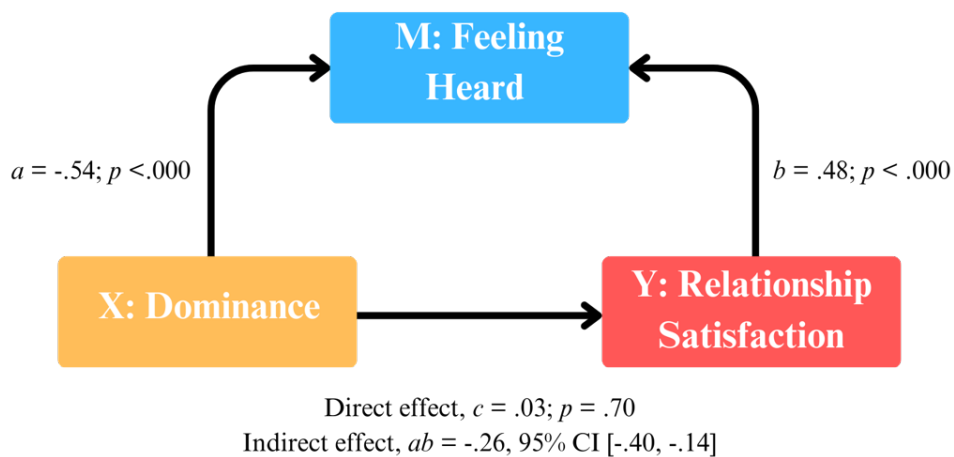 M: Feeling
Heard
a = -.54; p <.000
b = .48; p < .000
X: Dominance
Y: Relationship
Satisfaction
Direct effect, c = .03; p = .70
Indirect effect, ab = -.26, 95% CI [-.40, -.14]